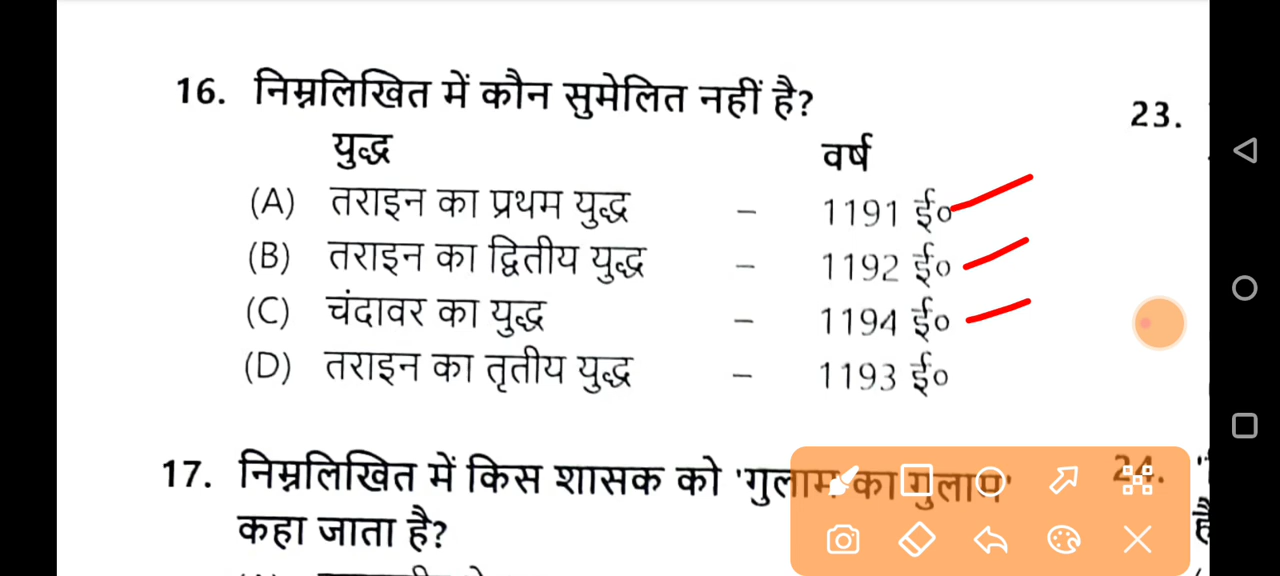 16. निम्नलिखित में कौन सुमेलित नहीं है?
23.
युद्ध वर्ष
(A) तराइन का प्रथम युद्ध – 1191 ई०
(B) तराइन का द्वितीय युद्ध – 1192 ई०
(C) चंदावर का युद्ध – 1194 ई०
(D) तराइन का तृतीय युद्ध – 1193 ई०
17. निम्नलिखित में किस शासक को 'गुलाम का गुलाम'
24.
कहा जाता है?